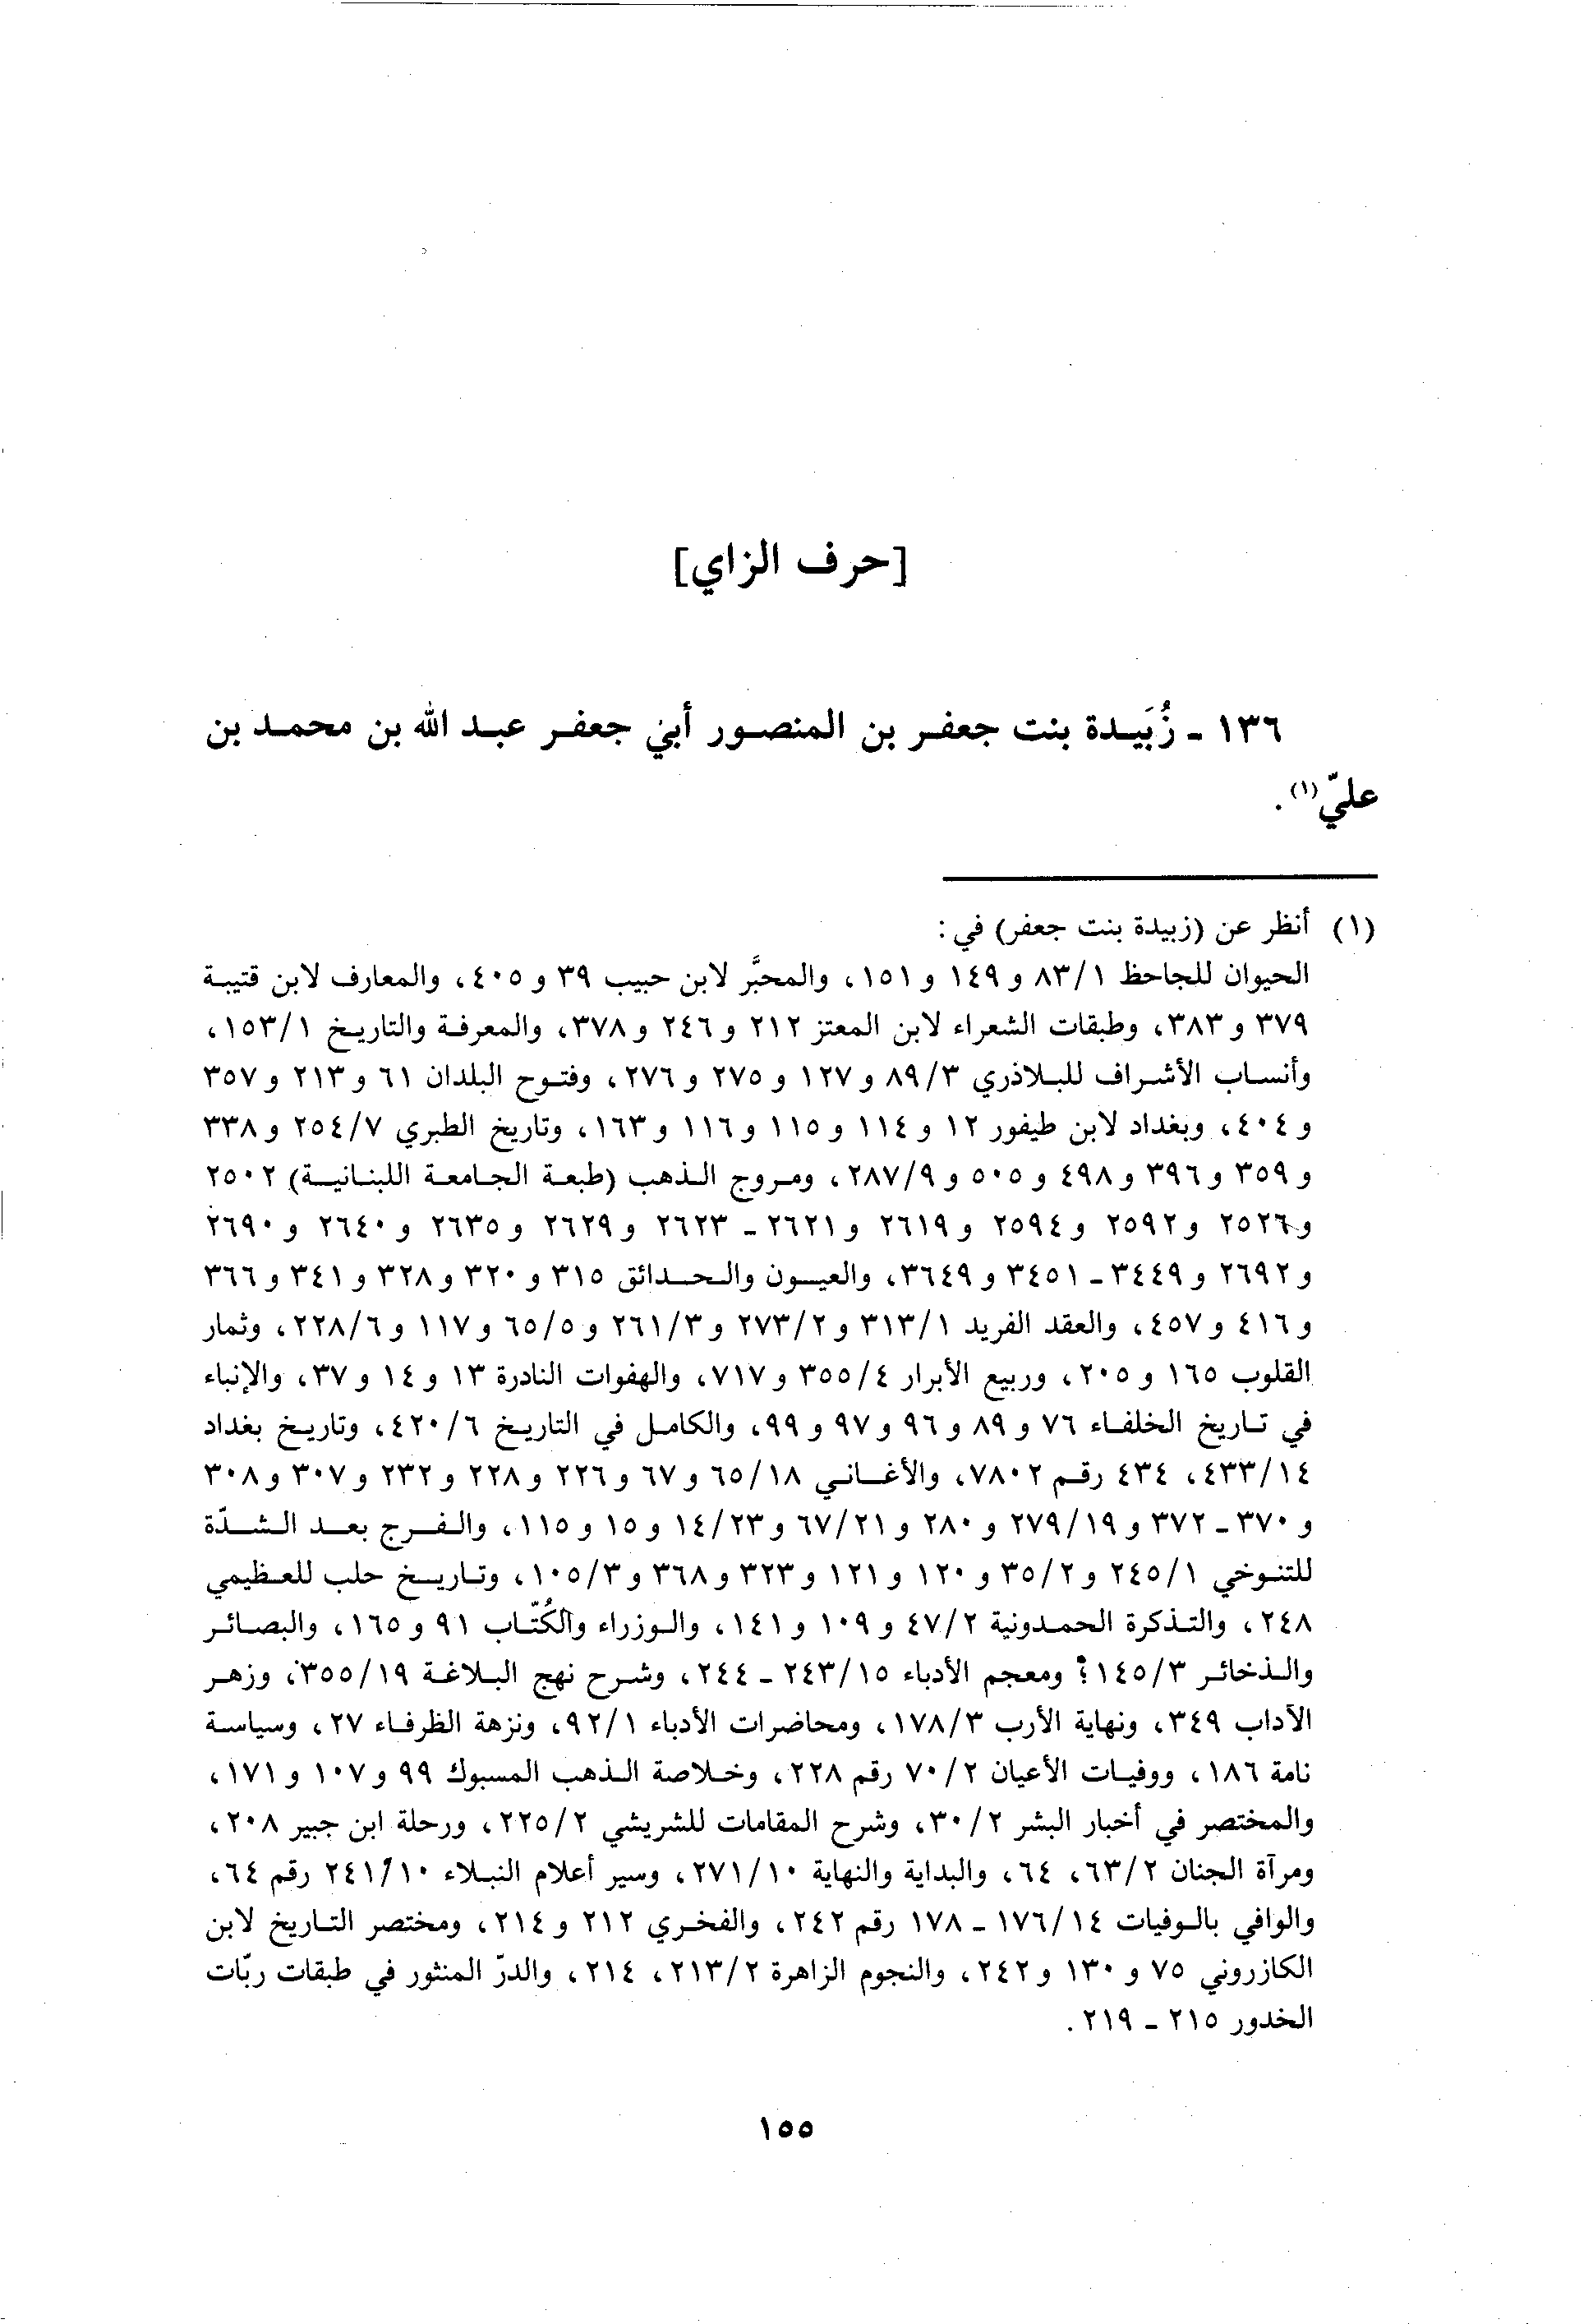 [حرف الزاي]
١٣٦ - زُبَيدة بنت جعفر بن المنصور أبي جعفر عبد الله بن محمد بن
عليّ(١).
(١) أنظر عن (زبيدة بنت جعفر) في:
الحيوان للجاحظ ٨٣/١ و ١٤٩ و ١٥١، والمحبَّر لابن حبيب ٣٩ و ٤٠٥، والمعارف لابن قتيبة
٣٧٩ و ٣٨٣، وطبقات الشعراء لابن المعتز ٢١٢ و ٢٤٦ و ٣٧٨، والمعرفة والتاريخ ١٥٣/١،
وأنساب الأشراف للبلاذري ٨٩/٣ و ١٢٧ و ٢٧٥ و ٢٧٦، وفتوح البلدان ٦١ و ٢١٣ و ٣٥٧
و ٤٠٤، وبغداد لابن طيفور ١٢ و ١١٤ و ١١٥ و ١١٦ و ١٦٣، وتاريخ الطبري ٢٥٤/٧ و ٣٣٨
و ٣٥٩ و ٣٩٦ و ٤٩٨ و ٥٠٥ و ٢٨٧/٩، ومروج الذهب (طبعة الجامعة اللبنانية) ٢٥٠٢
و ٢٥٢٦ و ٢٥٩٢ و ٢٥٩٤ و ٢٦١٩ و ٢٦٢١ - ٢٦٢٣ و ٢٦٢٩ و ٢٦٣٥ و ٢٦٤٠ و ٢٦٩٠
و ٢٦٩٢ و ٣٤٤٩ - ٣٤٥١ و ٣٦٤٩، والعيون والحدائق ٣١٥ و ٣٢٠ و ٣٢٨ و ٣٤١ و ٣٦٦
و ٤١٦ و ٤٥٧، والعقد الفريد ٣١٣/١ و ٢٧٣/٢ و ٢٦١/٣ و ٦٥/٥ و ١١٧ و ٢٢٨/٦، وثمار
القلوب ١٦٥ و ٢٠٥، وربيع الأبرار ٣٥٥/٤ و ٧١٧، والهفوات النادرة ١٣ و ١٤ و ٣٧، والإنباء
في تاريخ الخلفاء ٧٦ و ٨٩ و ٩٦ و ٩٧ و ٩٩، والكامل في التاريخ ٤٢٠/٦، وتاريخ بغداد
٤٣٣/١٤، ٤٣٤ رقم ٧٨٠٢، والأغاني ٦٥/١٨ و ٦٧ و ٢٢٦ و ٢٢٨ و ٢٣٢ و ٣٠٧ و ٣٠٨
و ٣٧٠ - ٣٧٢ و ٢٧٩/١٩ و ٢٨٠ و ٦٧/٢١ و ١٤/٢٣ و ١٥ و ١١٥، والفرج بعد الشدّة
للتنوخي ٢٤٥/١ و ٣٥/٢ و ١٢٠ و ١٢١ و ٣٢٣ و ٣٦٨ و ١٠٥/٣، وتاريخ حلب للعظيمي
٢٤٨، والتذكرة الحمدونية ٤٧/٢ و ١٠٩ و ١٤١، والوزراء والكُتّاب ٩١ و ١٦٥، والبصائر
والذخائر ١٤٥/٣؛ ومعجم الأدباء ٢٤٣/١٥ - ٢٤٤، وشرح نهج البلاغة ٣٥٥/١٩، وزهر
الآداب ٣٤٩، ونهاية الأرب ١٧٨/٣، ومحاضرات الأدباء ٩٢/١، ونزهة الظرفاء ٢٧، وسياسة
نامة ١٨٦، ووفيات الأعيان ٧٠/٢ رقم ٢٢٨، وخلاصة الذهب المسبوك ٩٩ و ١٠٧ و ١٧١،
والمختصر في أخبار البشر ٣٠/٢، وشرح المقامات للشريشي ٢٢٥/٢، ورحلة ابن جبير ٢٠٨،
ومرآة الجنان ٦٣/٢، ٦٤، والبداية والنهاية ٢٧١/١٠، وسير أعلام النبلاء ٢٤١/١٠ رقم ٦٤،
والوافي بالوفيات ١٧٦/١٤ - ١٧٨ رقم ٢٤٢، والفخري ٢١٢ و ٢١٤، ومختصر التاريخ لابن
الكازروني ٧٥ و ١٣٠ و ٢٤٢، والنجوم الزاهرة ٢١٣/٢، ٢١٤، والدرّ المنثور في طبقات ربّات
الخدور ٢١٥ - ٢١٩.
١٥٥